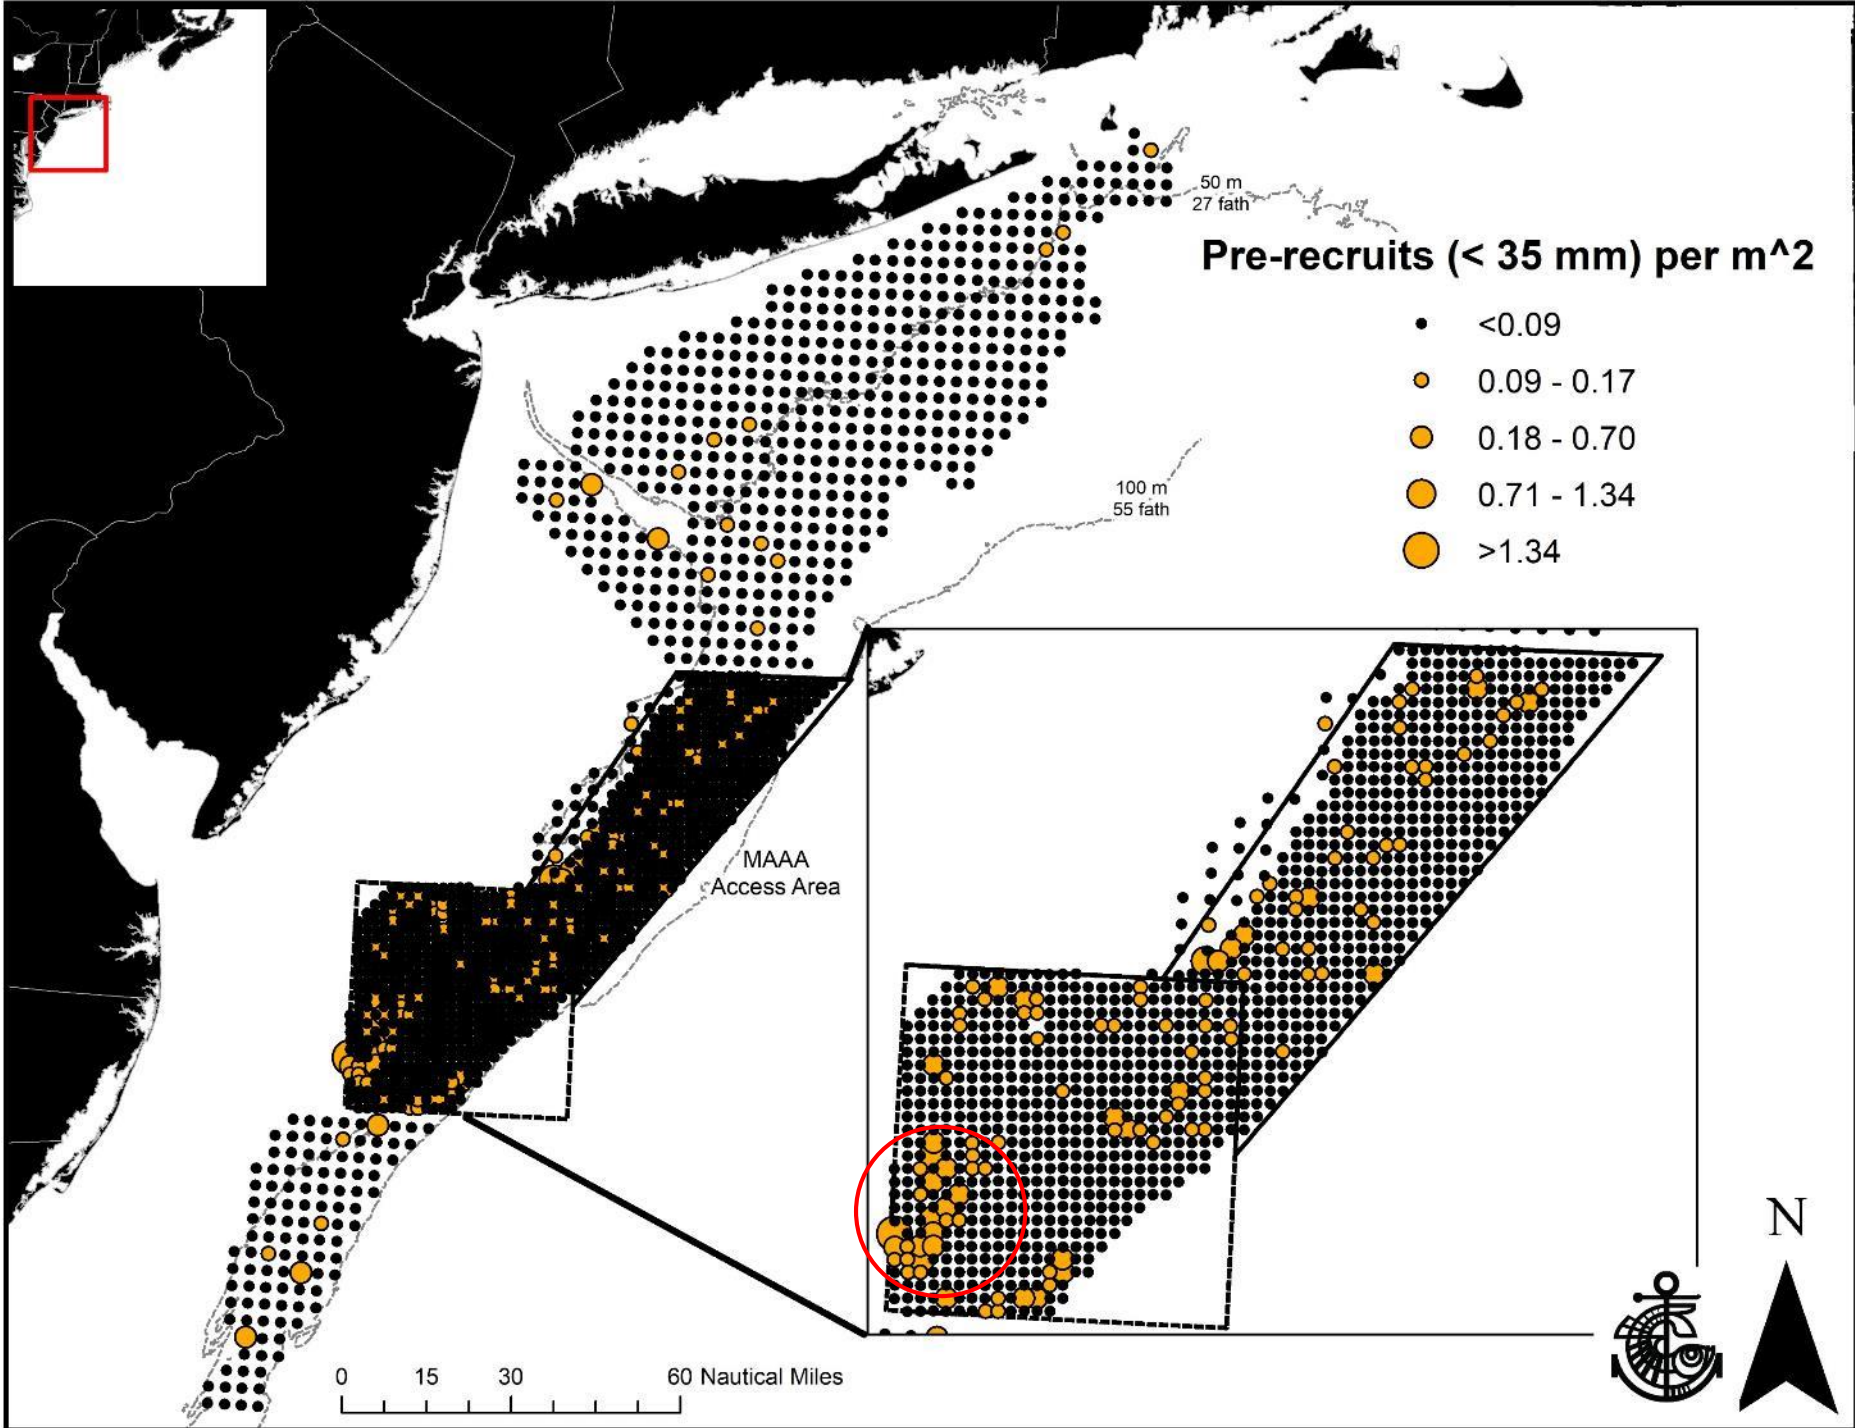 50 m
27 fath
Pre-recruits (< 35 mm) per m^2
<0.09
0.09 - 0.17
0.18 - 0.70
0.71 - 1.34
>1.34
100 m
55 fath
MAAA
Access Area
N
0 15 30 60 Nautical Miles